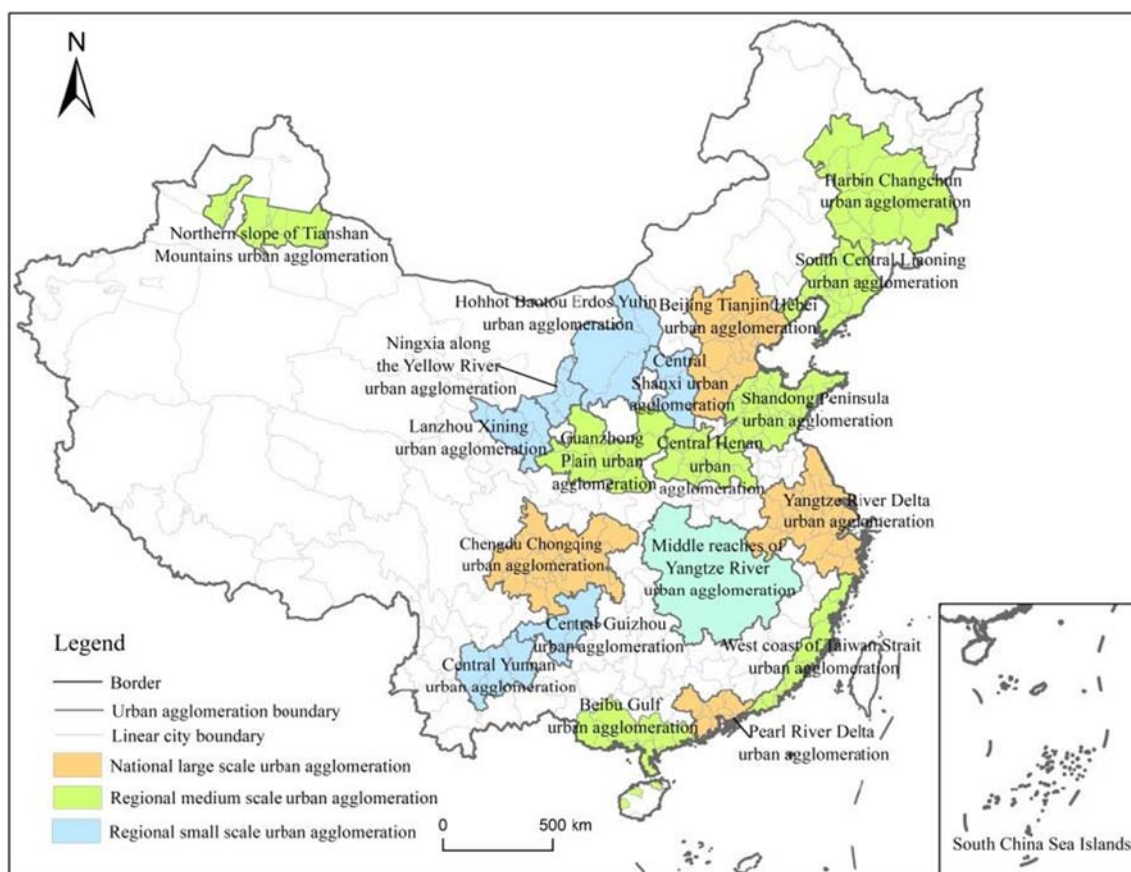 N
Harbin Changchun
urban agglomeration
Northern slope of Tianshan
Mountains urban agglomeration
South Central Liaoning
urban agglomeration
Hohhot Baotou Erdos Yulin
urban agglomeration
Beijing Tianjin Hebei
urban agglomeration
Ningxia along
the Yellow River
urban agglomeration
Central
Shanxi urban
agglomeration
Shandong Peninsula
urban agglomeration
Lanzhou Xining
urban agglomeration
Guanzhong
Plain urban
agglomeration
Central Henan
urban
agglomeration
Yangtze River Delta
urban agglomeration
Chengdu Chongqing
urban agglomeration
Middle reaches of
Yangtze River
urban agglomeration
Central Guizhou
urban agglomeration
Central Yunnan
urban agglomeration
West coast of Taiwan Strait
urban agglomeration
Beibu Gulf
urban agglomeration
Pearl River Delta
urban agglomeration
Legend
Border
Urban agglomeration boundary
Linear city boundary
National large scale urban agglomeration
Regional medium scale urban agglomeration
Regional small scale urban agglomeration
0 500 km
South China Sea Islands